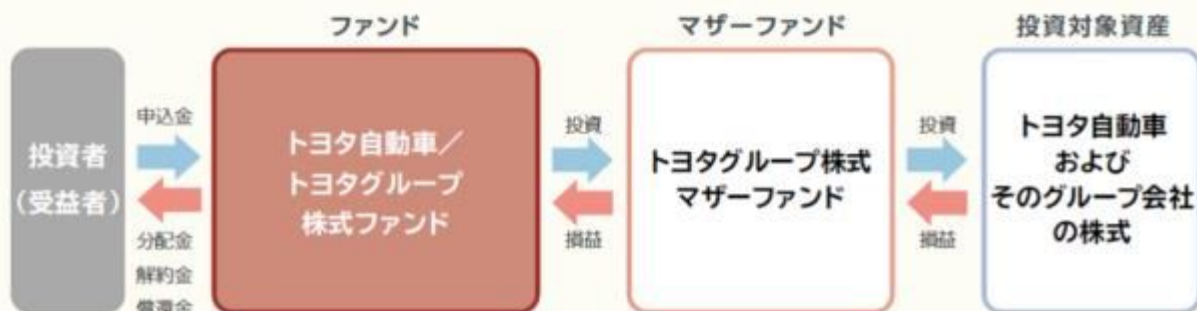 ファンド
マザーファンド
投資対象資産
投資者
（受益者）
申込金
分配金
解約金
償還金
トヨタ自動車／
トヨタグループ
株式ファンド
投資
損益
トヨタグループ株式
マザーファンド
投資
損益
トヨタ自動車
および
そのグループ会社
の株式